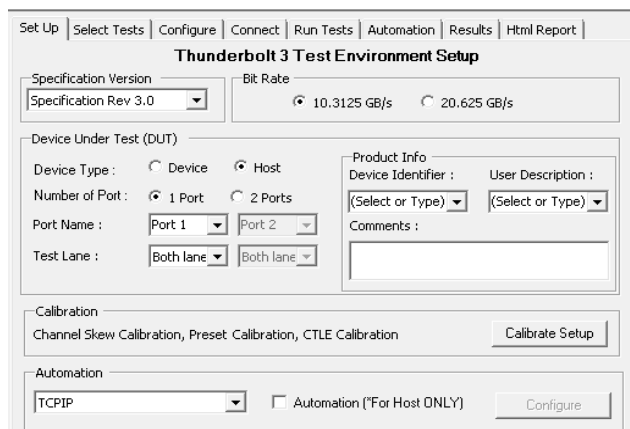 Set Up Select Tests Configure Connect Run Tests Automation Results Html Report
Thunderbolt 3 Test Environment Setup
Specification Version
Specification Rev 3.0
Bit Rate
10.3125 GB/s 20.625 GB/s
Device Under Test (DUT)
Device Type : Device Host
Number of Port : 1 Port 2 Ports
Port Name : Port 1 Port 2
Test Lane : Both lane Both lane
Product Info
Device Identifier : User Description :
(Select or Type) (Select or Type)
Comments :
Calibration
Channel Skew Calibration, Preset Calibration, CTLE Calibration Calibrate Setup
Automation
TCPIP Automation (*For Host ONLY) Configure